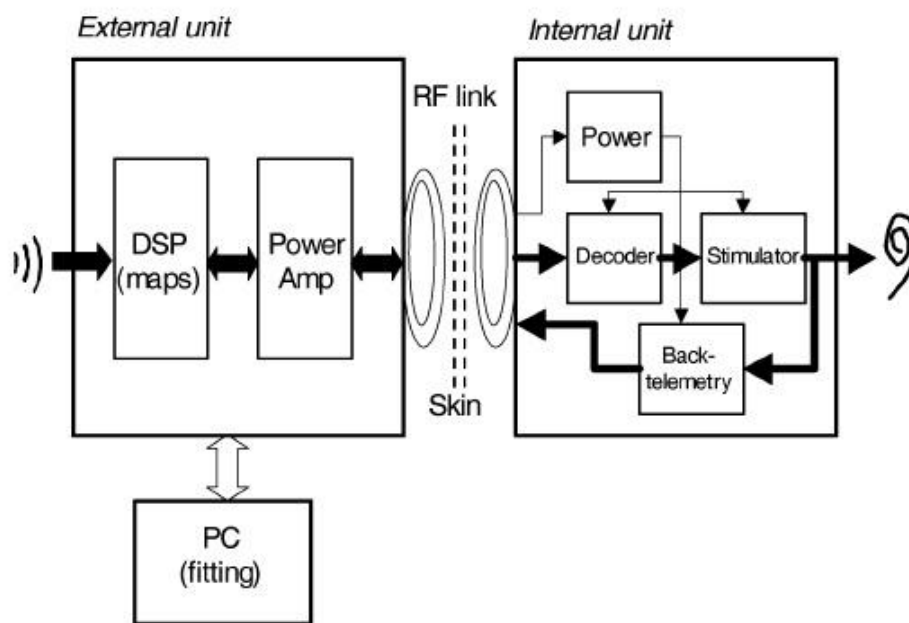 External unit
Internal unit
RF link
Power
DSP
(maps)
Power
Amp
Decoder
Stimulator
Back-
telemetry
Skin
PC
(fitting)